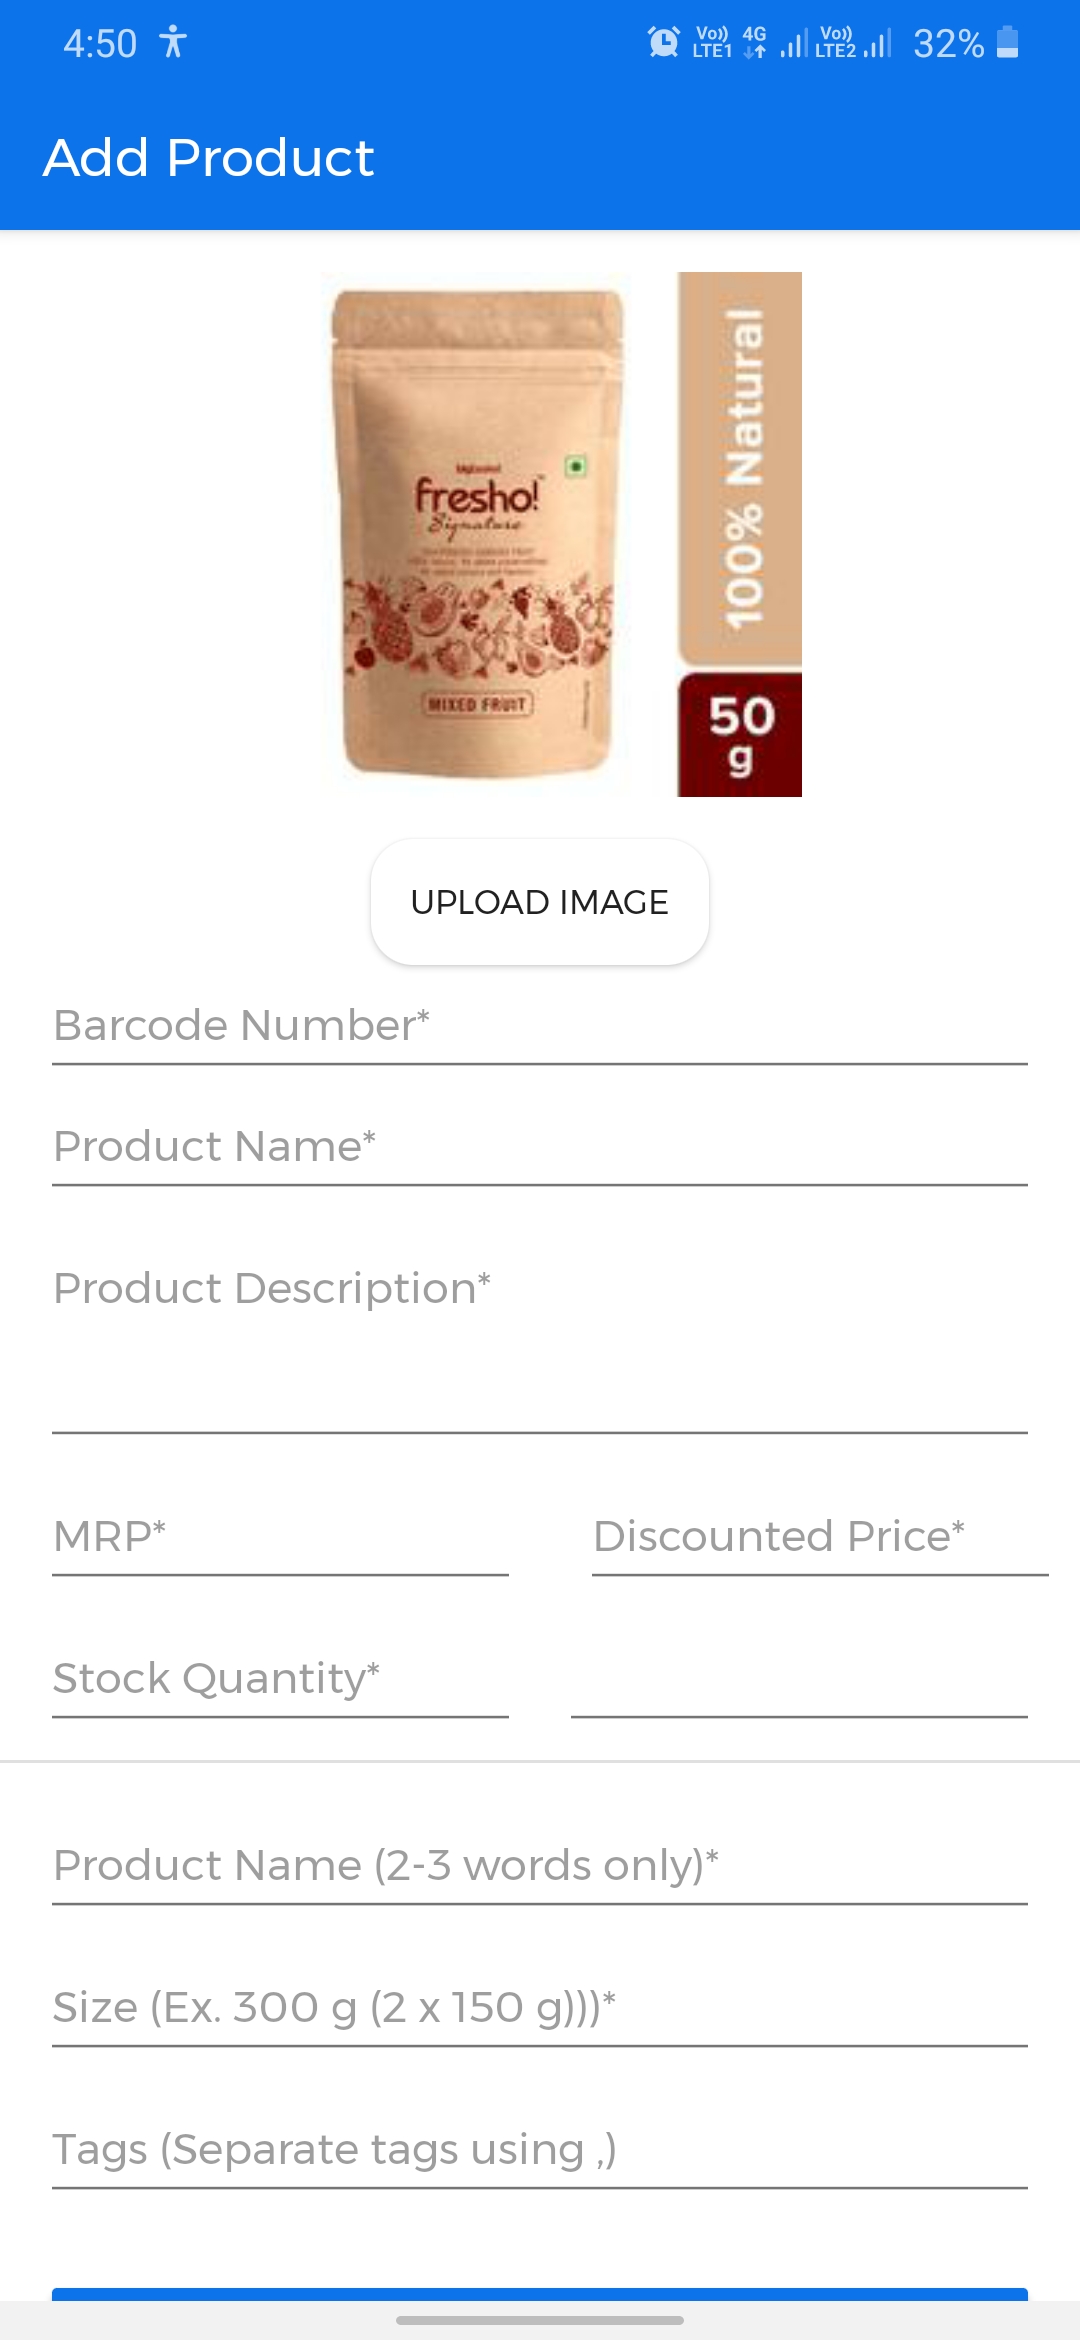 4:50
Vo)) LTE1 4G Vo)) LTE2 32%
Add Product
bigbasket
fresho!
Signature
MIXED FRUIT
100% Natural
50
g
UPLOAD IMAGE
Barcode Number*
Product Name*
Product Description*
MRP*
Discounted Price*
Stock Quantity*
Product Name (2-3 words only)*
Size (Ex. 300 g (2 x 150 g)))*
Tags (Separate tags using ,)